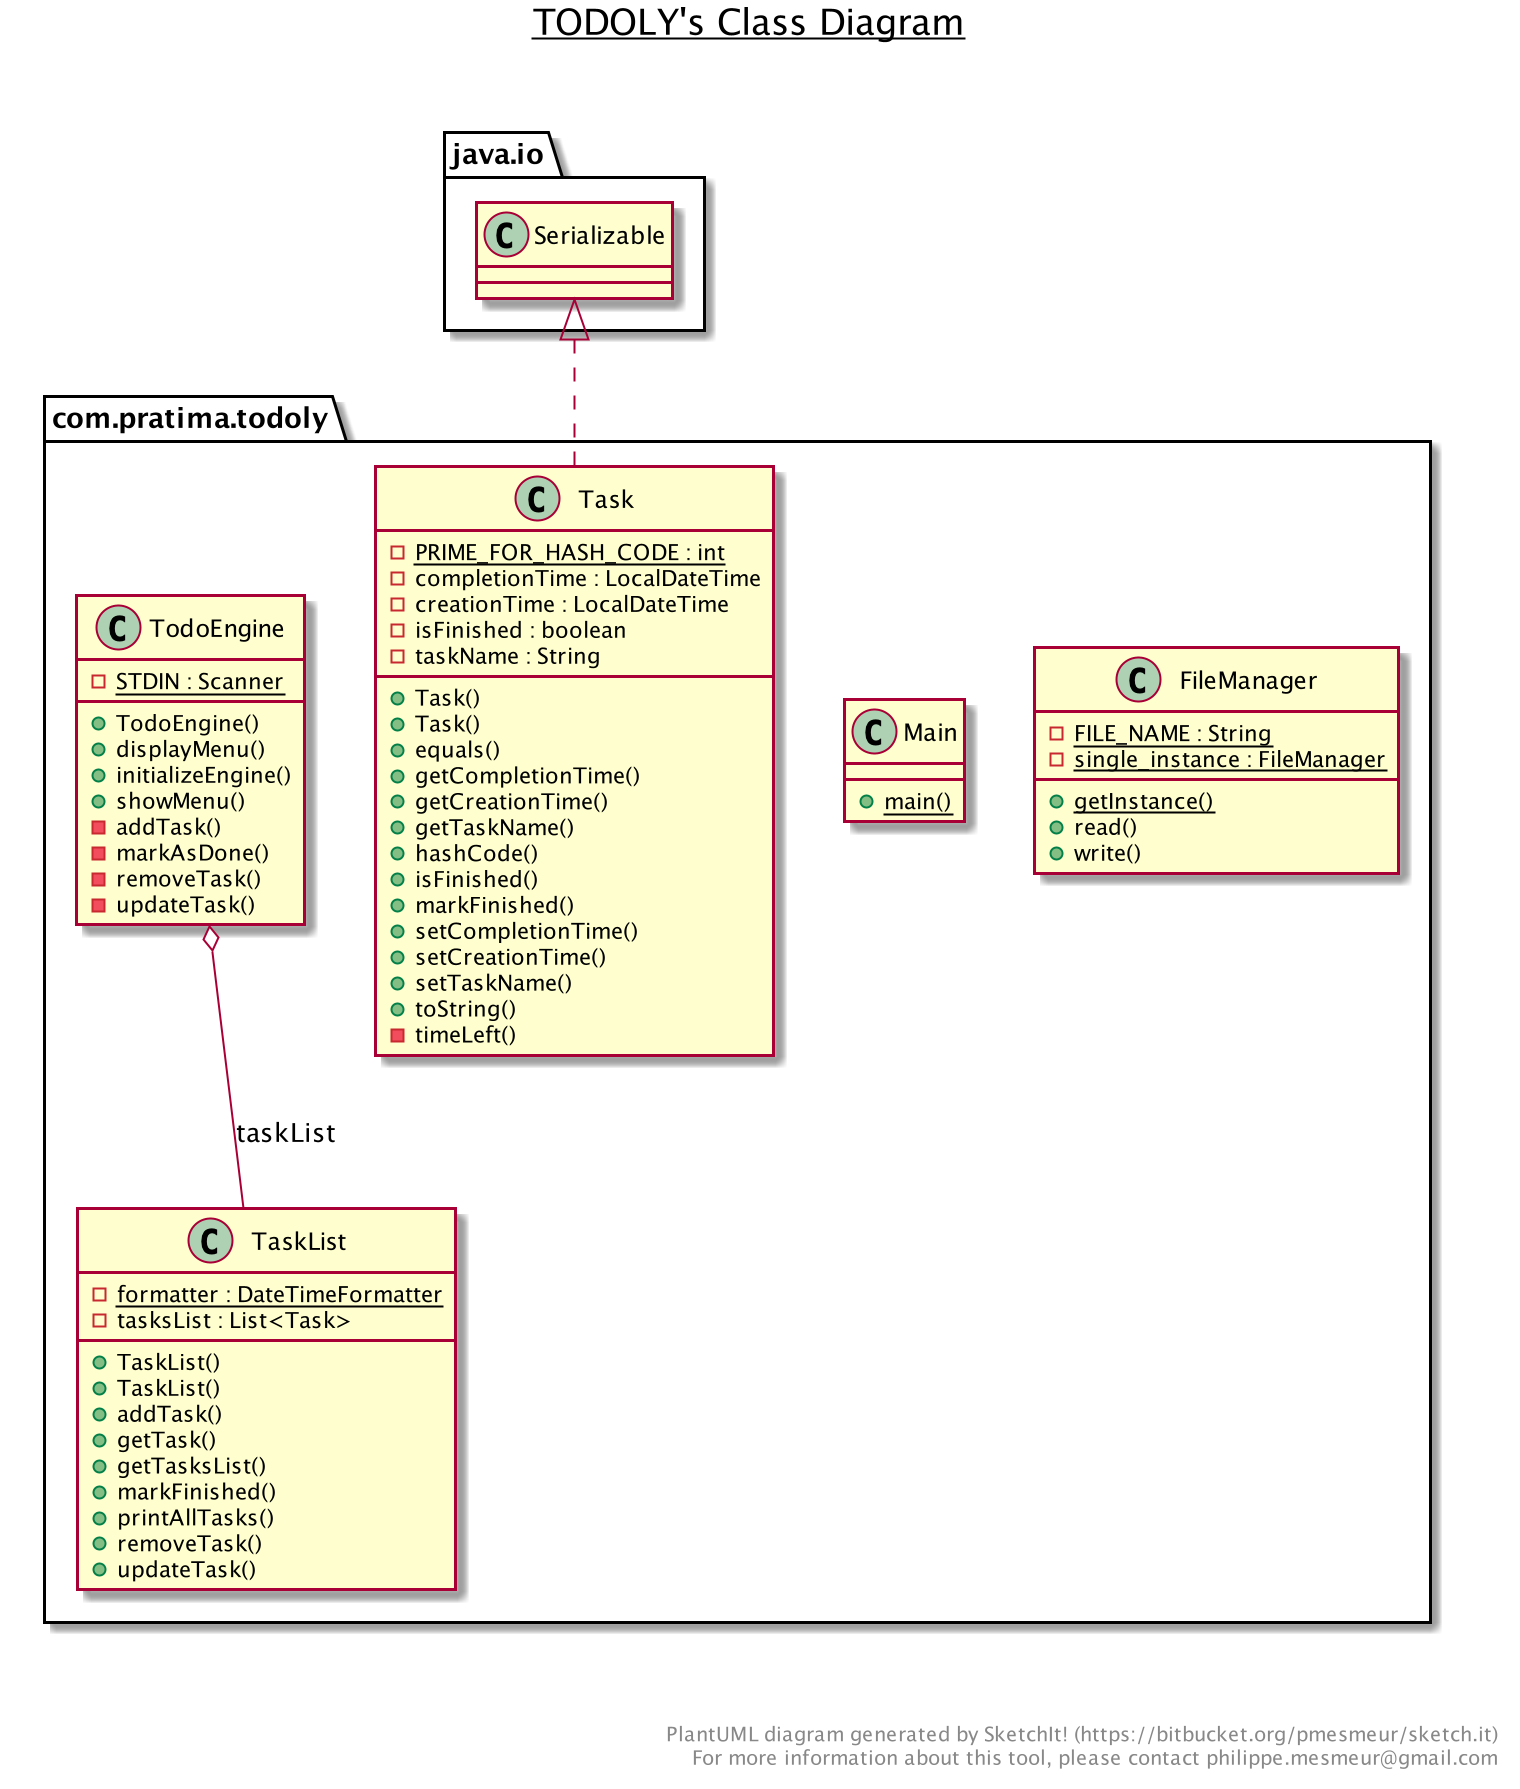 TODOLY's Class Diagram
java.io
C Serializable
com.pratima.todoly
C Task
PRIME_FOR_HASH_CODE : int
completionTime : LocalDateTime
creationTime : LocalDateTime
isFinished : boolean
taskName : String
Task()
Task()
equals()
getCompletionTime()
getCreationTime()
getTaskName()
hashCode()
isFinished()
markFinished()
setCompletionTime()
setCreationTime()
setTaskName()
toString()
timeLeft()
C TodoEngine
STDIN : Scanner
TodoEngine()
displayMenu()
initializeEngine()
showMenu()
addTask()
markAsDone()
removeTask()
updateTask()
C Main
main()
C FileManager
FILE_NAME : String
single_instance : FileManager
getInstance()
read()
write()
taskList
C TaskList
formatter : DateTimeFormatter
tasksList : List<Task>
TaskList()
TaskList()
addTask()
getTask()
getTasksList()
markFinished()
printAllTasks()
removeTask()
updateTask()
PlantUML diagram generated by SketchIt! (https://bitbucket.org/pmesmeur/sketch.it)
For more information about this tool, please contact philippe.mesmeur@gmail.com